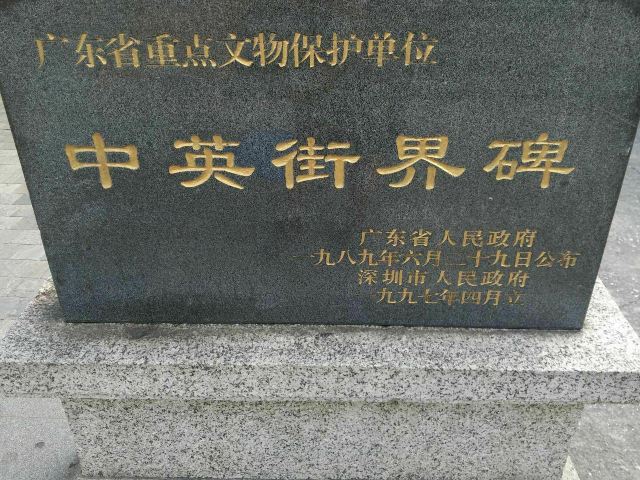 广东省重点文物保护单位
中英街界碑
广东省人民政府
一九八九年六月二十九日公布
深圳市人民政府
一九九七年四月立